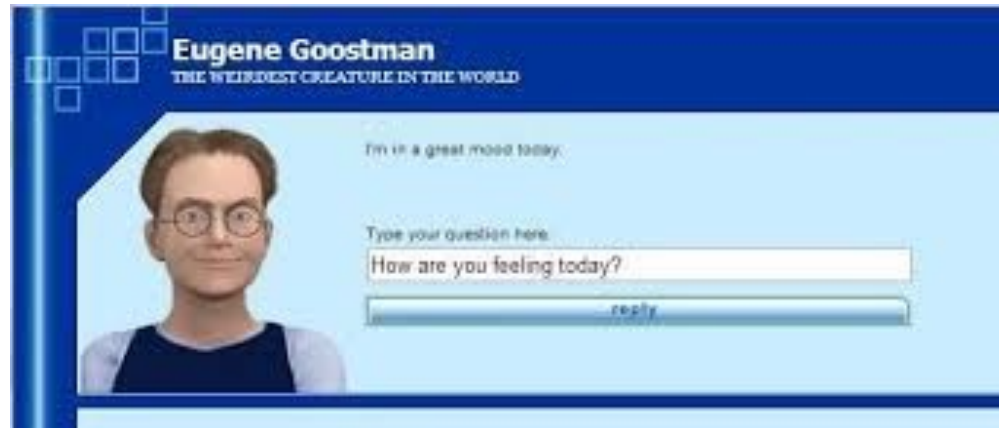 Eugene Goostman
THE WEIRDEST CREATURE IN THE WORLD
I'm in a great mood today.
Type your question here.
How are you feeling today?
reply